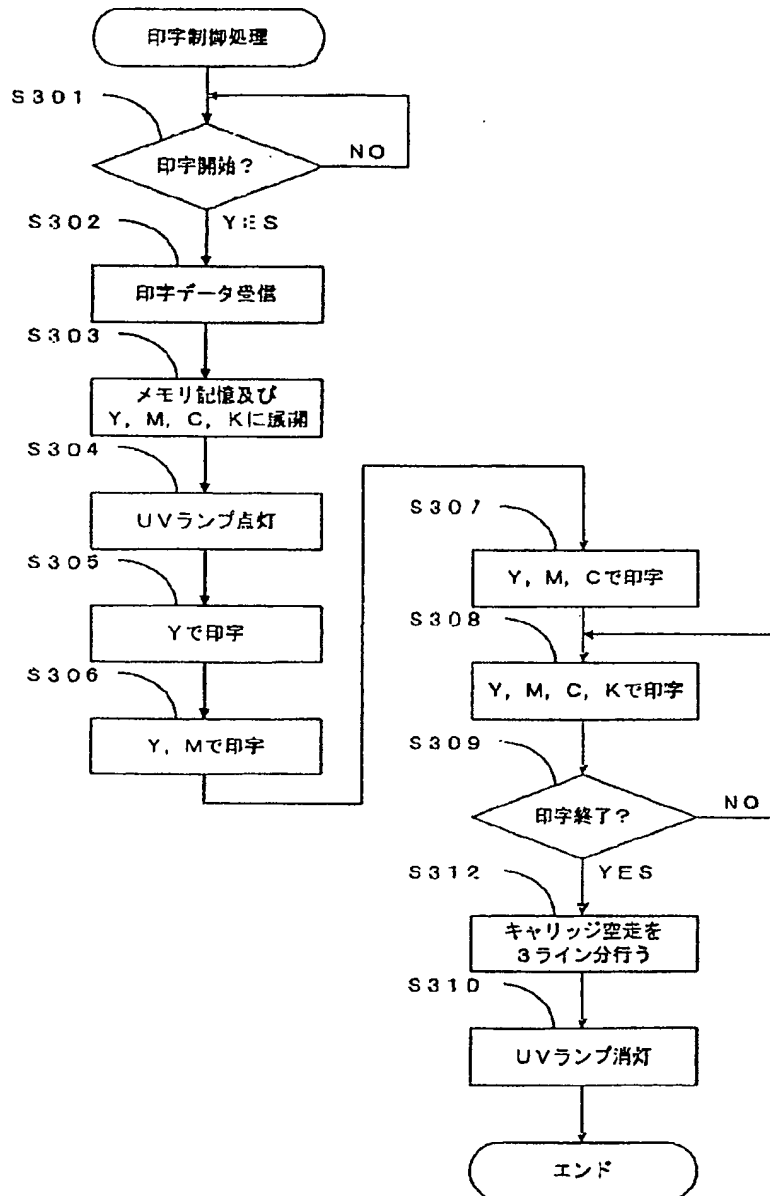 印字制御処理
S301
印字開始?
NO
S302
YES
印字データ受信
S303
メモリ記憶及び
Y, M, C, Kに展開
S304
UVランプ点灯
S305
Yで印字
S306
Y, Mで印字
S307
Y, M, Cで印字
S308
Y, M, C, Kで印字
S309
印字終了?
NO
S312
YES
キャリッジ空走を
3ライン分行う
S310
UVランプ消灯
エンド